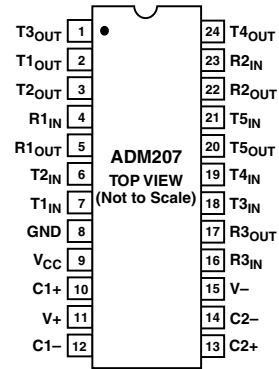 T3OUT 1 24 T4OUT
T1OUT 2 23 R2IN
T2OUT 3 22 R2OUT
R1IN 4 21 T5IN
R1OUT 5 20 T5OUT
T2IN 6 19 T4IN
T1IN 7 18 T3IN
GND 8 17 R3OUT
VCC 9 16 R3IN
C1+ 10 15 V–
V+ 11 14 C2–
C1– 12 13 C2+
ADM207
TOP VIEW
(Not to Scale)